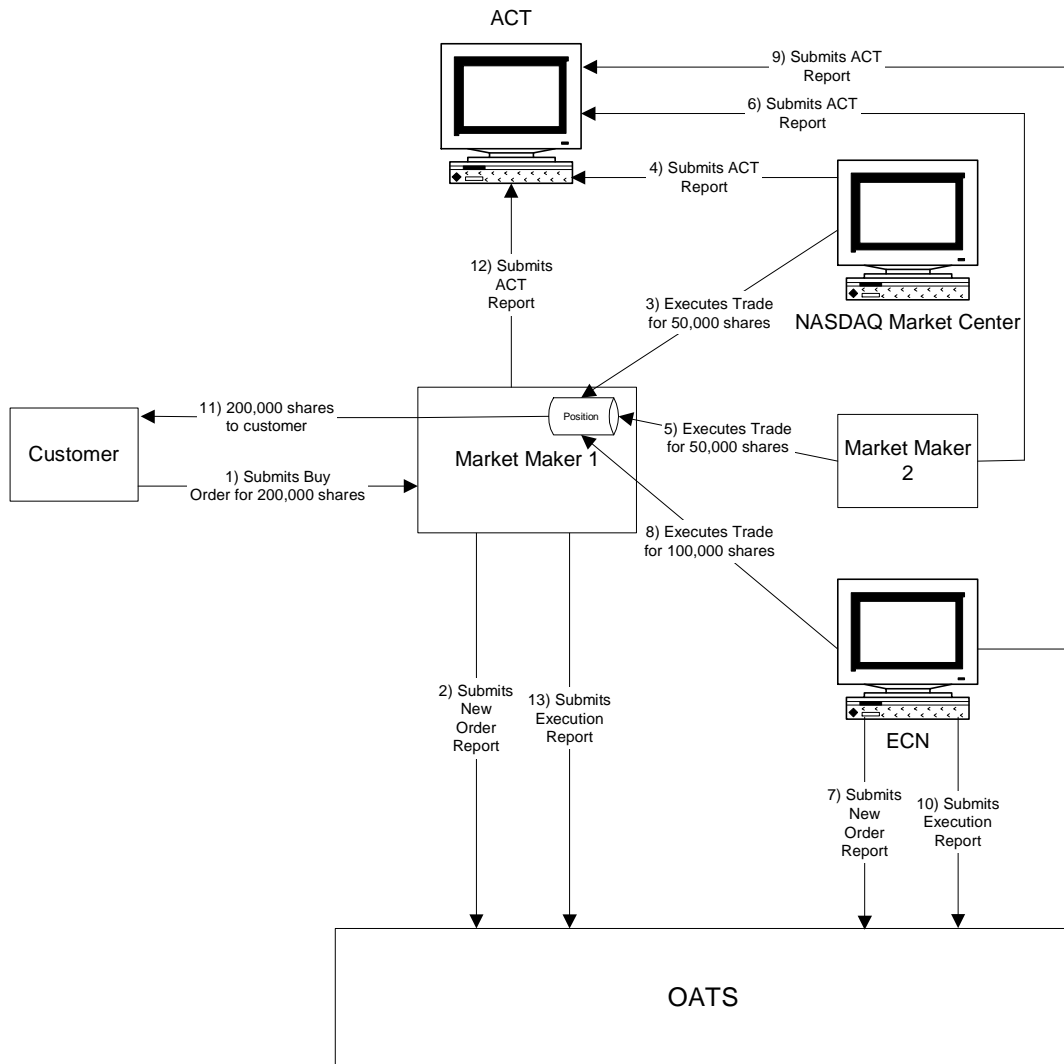 ACT
9) Submits ACT
Report
6) Submits ACT
Report
4) Submits ACT
Report
12) Submits
ACT
Report
3) Executes Trade
for 50,000 shares
NASDAQ Market Center
11) 200,000 shares
to customer
Position
5) Executes Trade
for 50,000 shares
Customer
Market Maker 1
Market Maker
2
1) Submits Buy
Order for 200,000 shares
8) Executes Trade
for 100,000 shares
2) Submits
New
Order
Report
13) Submits
Execution
Report
ECN
7) Submits
New
Order
Report
10) Submits
Execution
Report
OATS